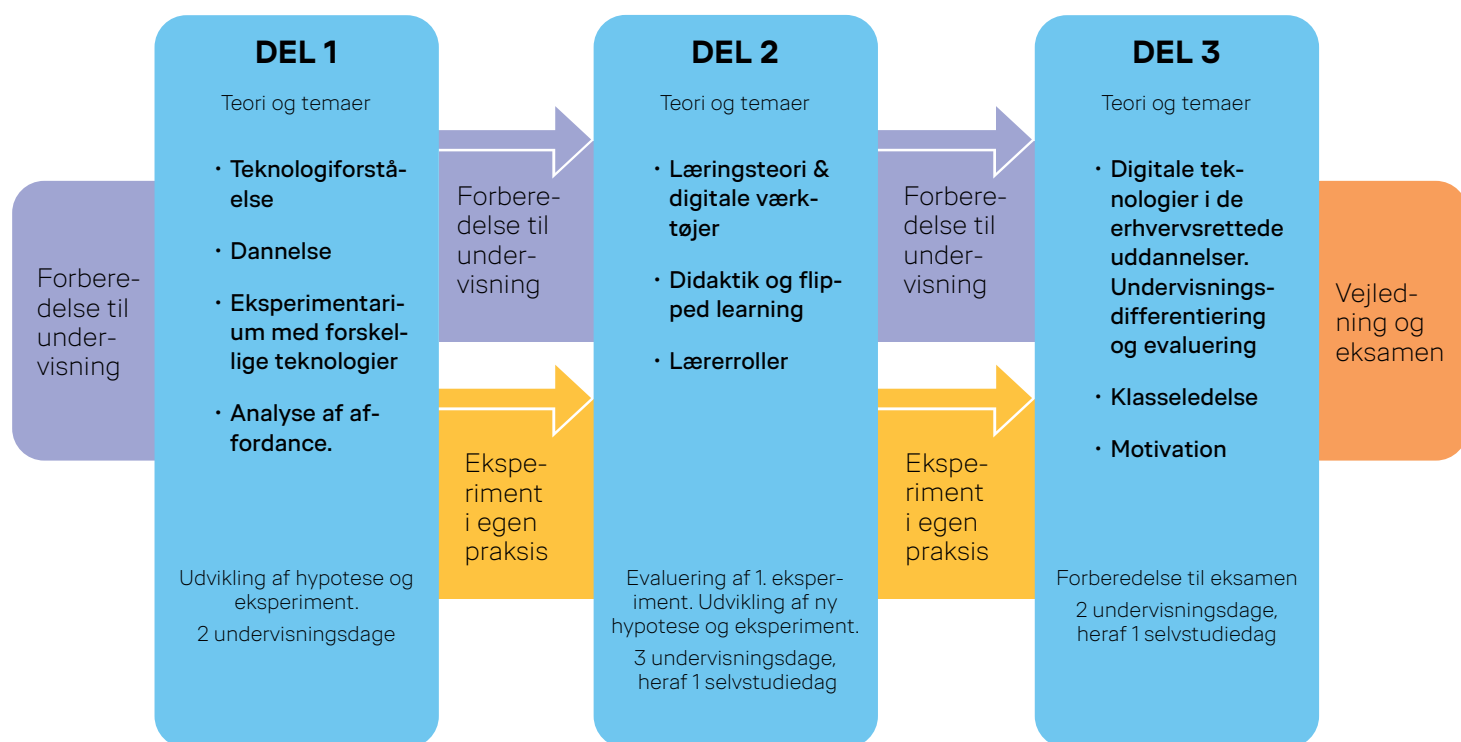 Forbere-
delse til
under-
visning
DEL 1
Teori og temaer
· Teknologiforstå-
else
· Dannelse
· Eksperimentari-
um med forskel-
lige teknologier
· Analyse af af-
fordance.
Udvikling af hypotese og
eksperiment.
2 undervisningsdage
Forbere-
delse til
under-
visning
Ekspe-
riment
i egen
praksis
DEL 2
Teori og temaer
· Læringsteori &
digitale værk-
tøjer
· Didaktik og flip-
ped learning
· Lærerroller
Evaluering af 1. eksper-
iment. Udvikling af ny
hypotese og eksperiment.
3 undervisningsdage,
heraf 1 selvstudiedag
Forbere-
delse til
under-
visning
Ekspe-
riment
i egen
praksis
DEL 3
Teori og temaer
· Digitale tek-
nologier i de
erhvervsrettede
uddannelser.
Undervisnings-
differentiering
og evaluering
· Klasseledelse
· Motivation
Forberedelse til eksamen
2 undervisningsdage,
heraf 1 selvstudiedag
Vejled-
ning og
eksamen